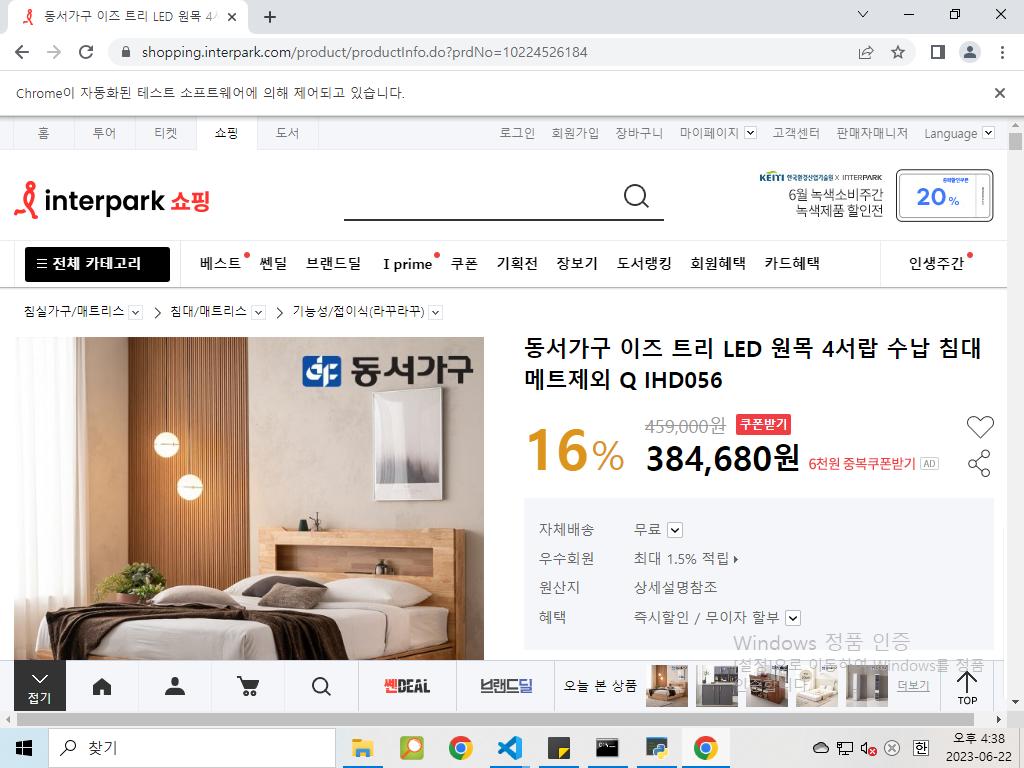 동서가구 이즈 트리 LED 원목 4서
shopping.interpark.com/product/productInfo.do?prdNo=10224526184
Chrome이 자동화된 테스트 소프트웨어에 의해 제어되고 있습니다.
홈 투어 티켓 쇼핑 도서 로그인 회원가입 장바구니 마이페이지 고객센터 판매자매니저 Language
KEITI 한국환경산업기술원 X INTERPARK
interpark 쇼핑
6월 녹색소비주간
녹색제품 할인전
중복할인쿠폰
20%
전체 카테고리 베스트 쎈딜 브랜드딜 I prime 쿠폰 기획전 장보기 도서랭킹 회원혜택 카드혜택 인생주간
침실가구/매트리스 침대/매트리스 기능성/접이식(라꾸라꾸)
동서가구
동서가구 이즈 트리 LED 원목 4서랍 수납 침대
메트제외 Q IHD056
16%
459,000원 쿠폰받기
384,680원 6천원 중복쿠폰받기 AD
자체배송 무료
우수회원 최대 1.5% 적립
원산지 상세설명참조
혜택 즉시할인 / 무이자 할부
Windows 정품 인증
[설정]으로 이동하여 Windows를 정품
인증합니다.
접기 쎈DEAL 브랜드딜 오늘 본 상품 더보기 TOP
찾기
한
오후 4:38
2023-06-22